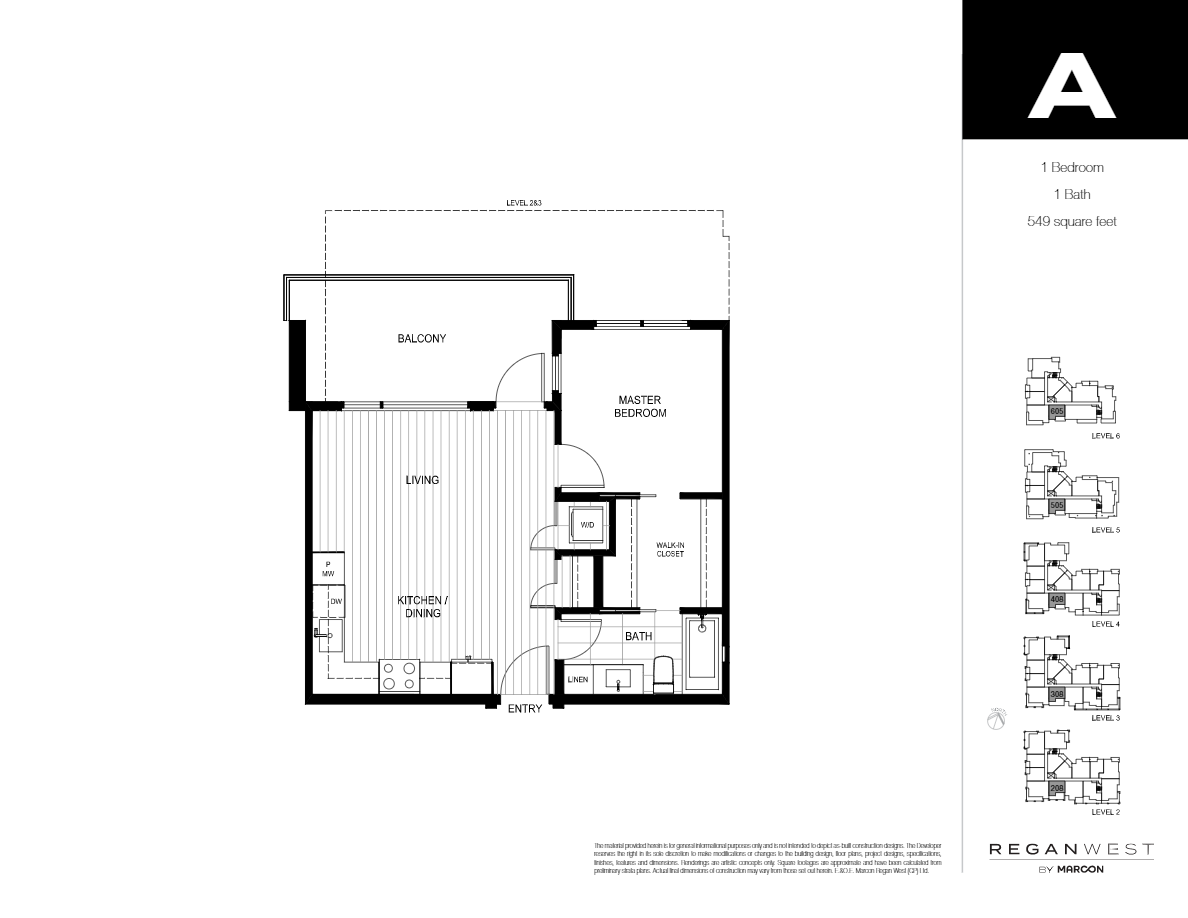 A
1 Bedroom
1 Bath
549 square feet
LEVEL 2&3
BALCONY
MASTER
BEDROOM
LIVING
W/D
WALK-IN
CLOSET
P
MW
DW
KITCHEN /
DINING
BATH
LINEN
ENTRY
605
LEVEL 6
505
LEVEL 5
408
LEVEL 4
308
LEVEL 3
208
LEVEL 2
The material provided herein is for general informational purposes only and is not intended to depict as-built construction designs. The Developer
reserves the right in its sole discretion to make modifications or changes to the building design, floor plans, project designs, specifications,
finishes, features and dimensions. Renderings are artistic concepts only. Square footages are approximate and have been calculated from
preliminary strata plans. Actual final dimensions of construction may vary from those set out herein. E.&O.E. Marcon Regan West (GP) Ltd.
REGANWEST
BY MARCON